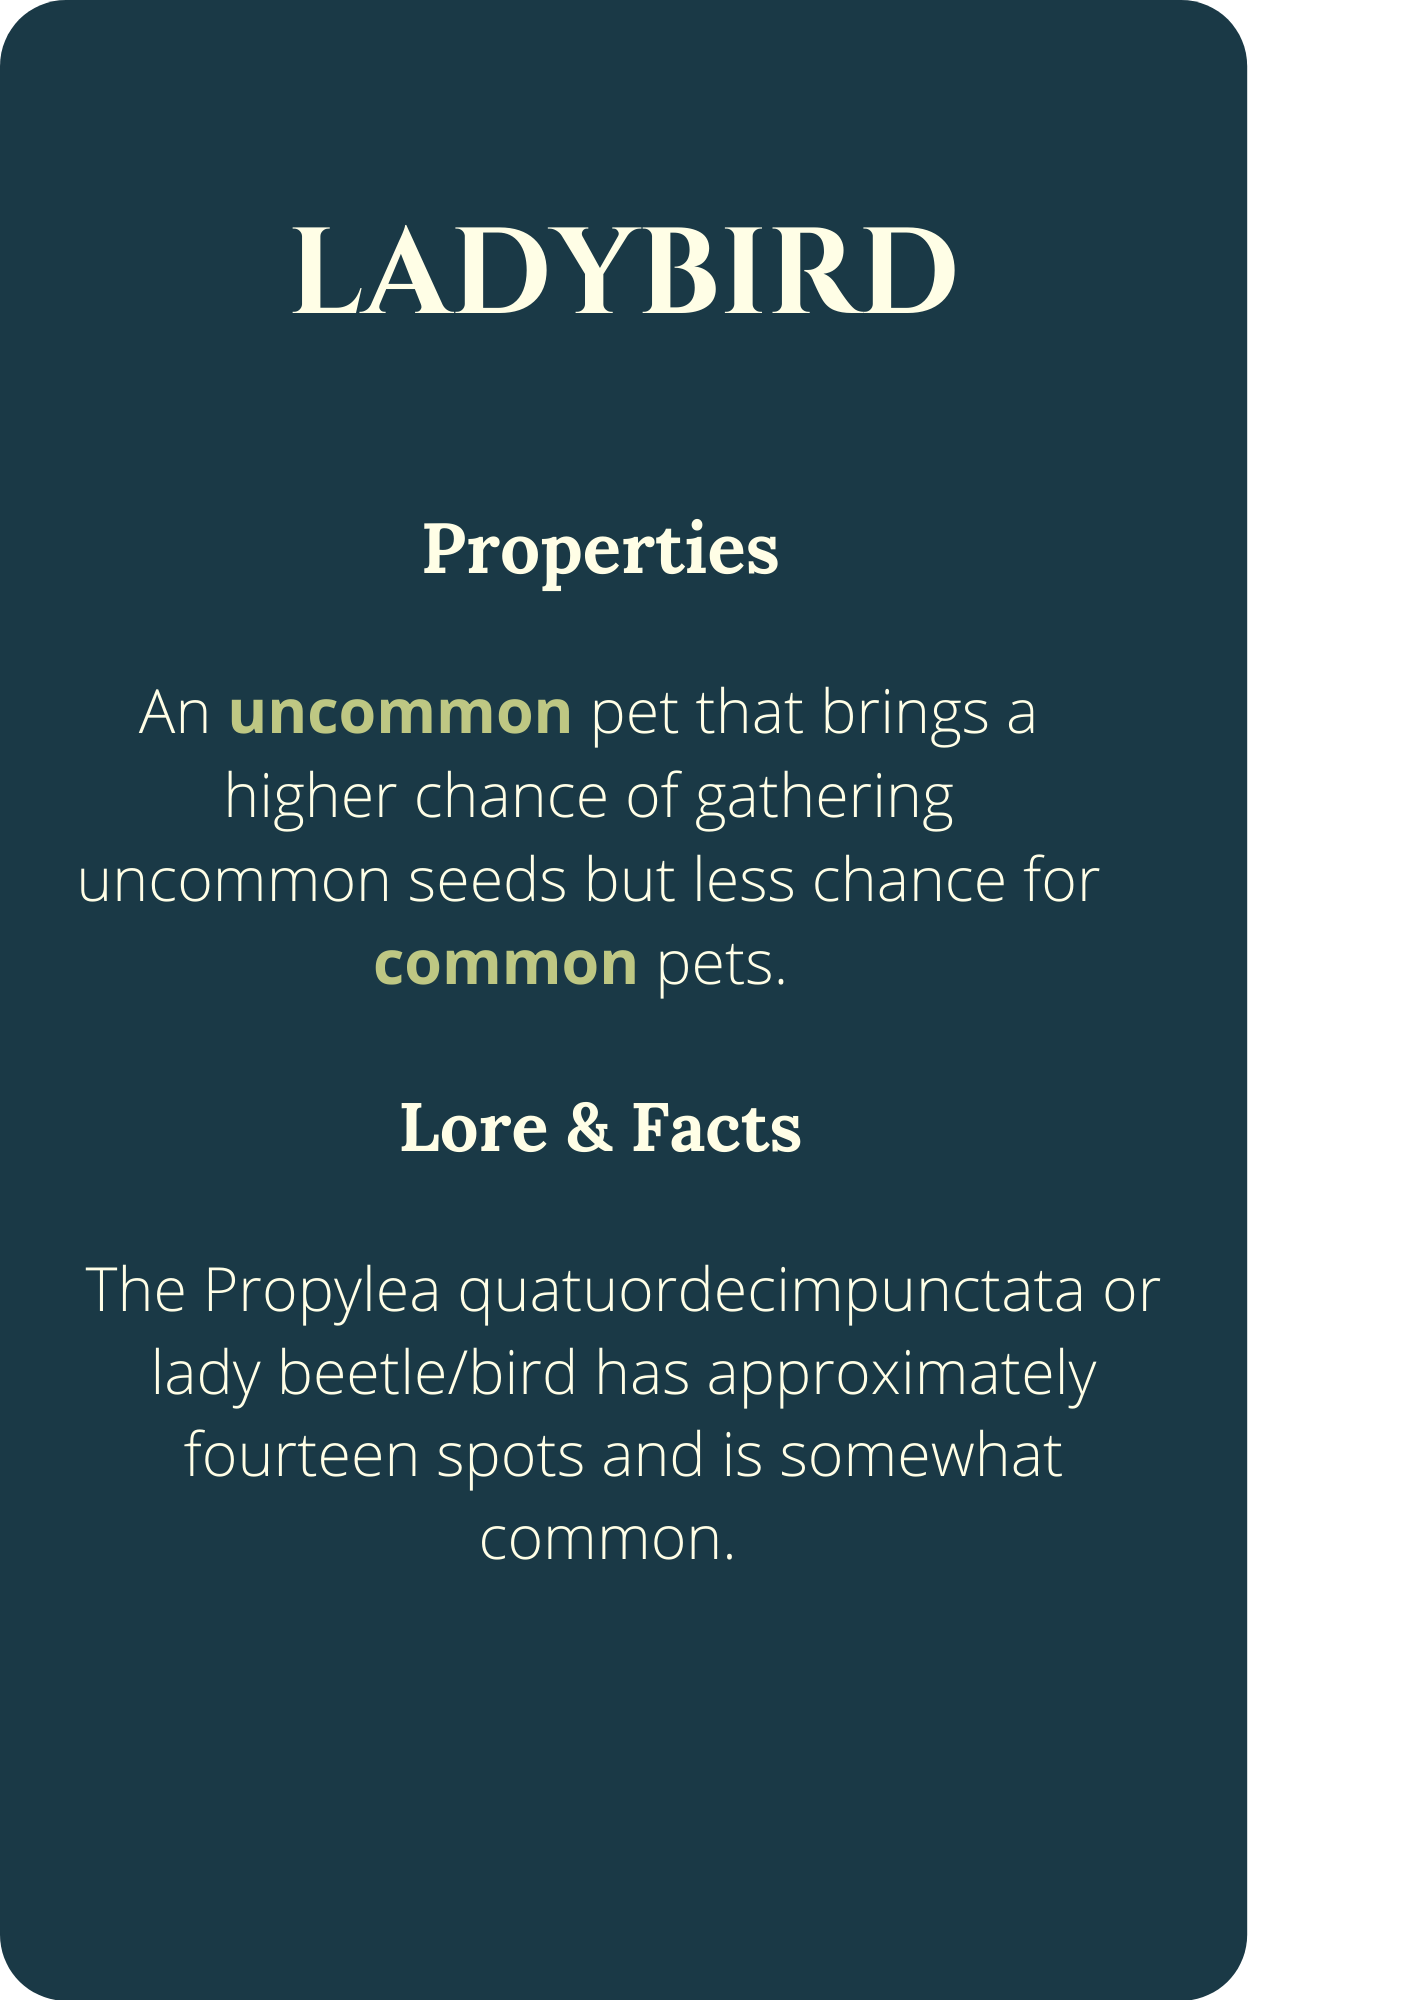 LADYBIRD
Properties
An uncommon pet that brings a
higher chance of gathering
uncommon seeds but less chance for
common pets.
Lore & Facts
The Propylea quatuordecimpunctata or
lady beetle/bird has approximately
fourteen spots and is somewhat
common.